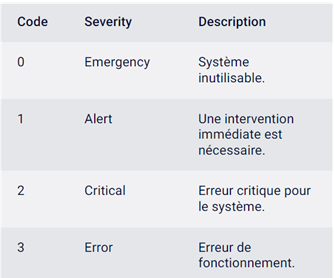 Code Severity Description
0 Emergency Système
inutilisable.
1 Alert Une intervention
immédiate est
nécessaire.
2 Critical Erreur critique pour
le système.
3 Error Erreur de
fonctionnement.